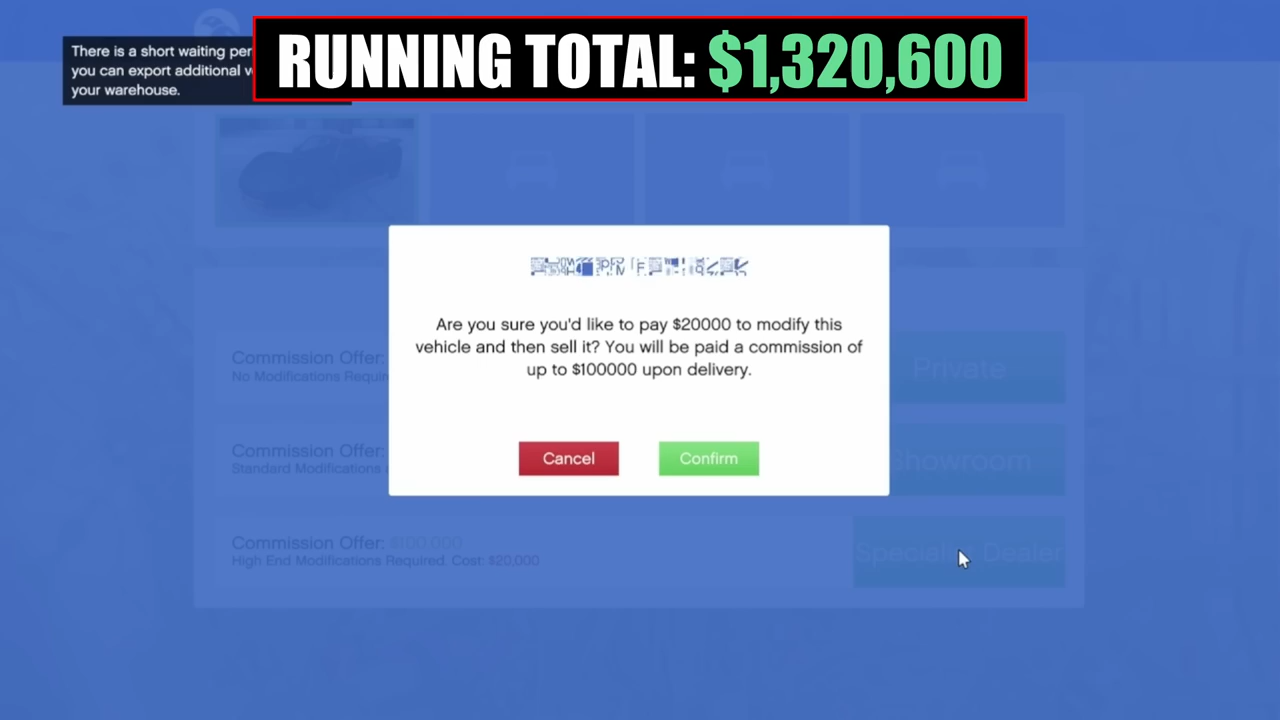 There is a short waiting per
you can export additional v
your warehouse.
RUNNING TOTAL: $1,320,600
Are you sure you'd like to pay $20000 to modify this
vehicle and then sell it? You will be paid a commission of
up to $100000 upon delivery.
Cancel
Confirm
Commission Offer:
No Modifications Requir
Private
Commission Offer:
Standard Modifications
Showroom
Commission Offer: $100,000
High End Modifications Required. Cost: $20,000
Specialist Dealer